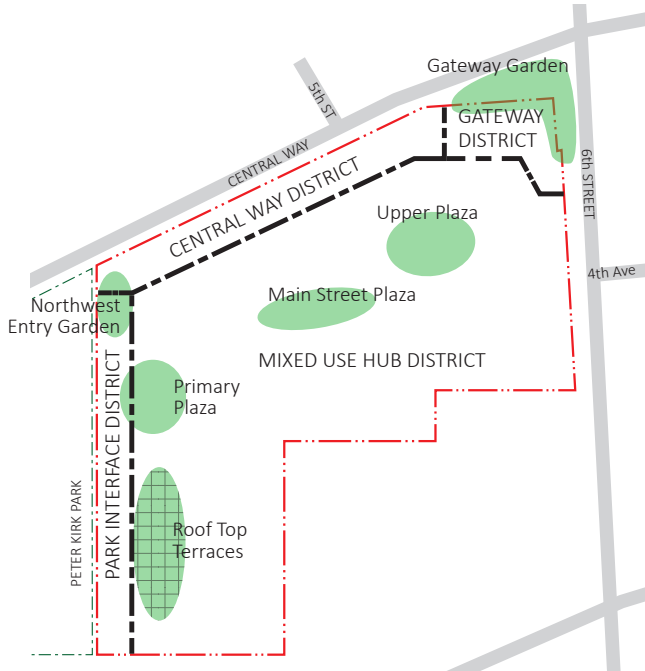 Gateway Garden
5th ST
GATEWAY
DISTRICT
CENTRAL WAY
6th STREET
CENTRAL WAY DISTRICT
Upper Plaza
4th Ave
Northwest
Entry Garden
Main Street Plaza
MIXED USE HUB DISTRICT
Primary
Plaza
PARK INTERFACE DISTRICT
PETER KIRK PARK
Roof Top
Terraces